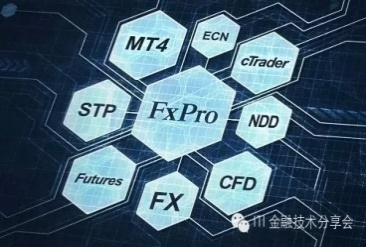 MT4
ECN
cTrader
STP
FxPro
NDD
Futures
FX
CFD
金融技术分享会